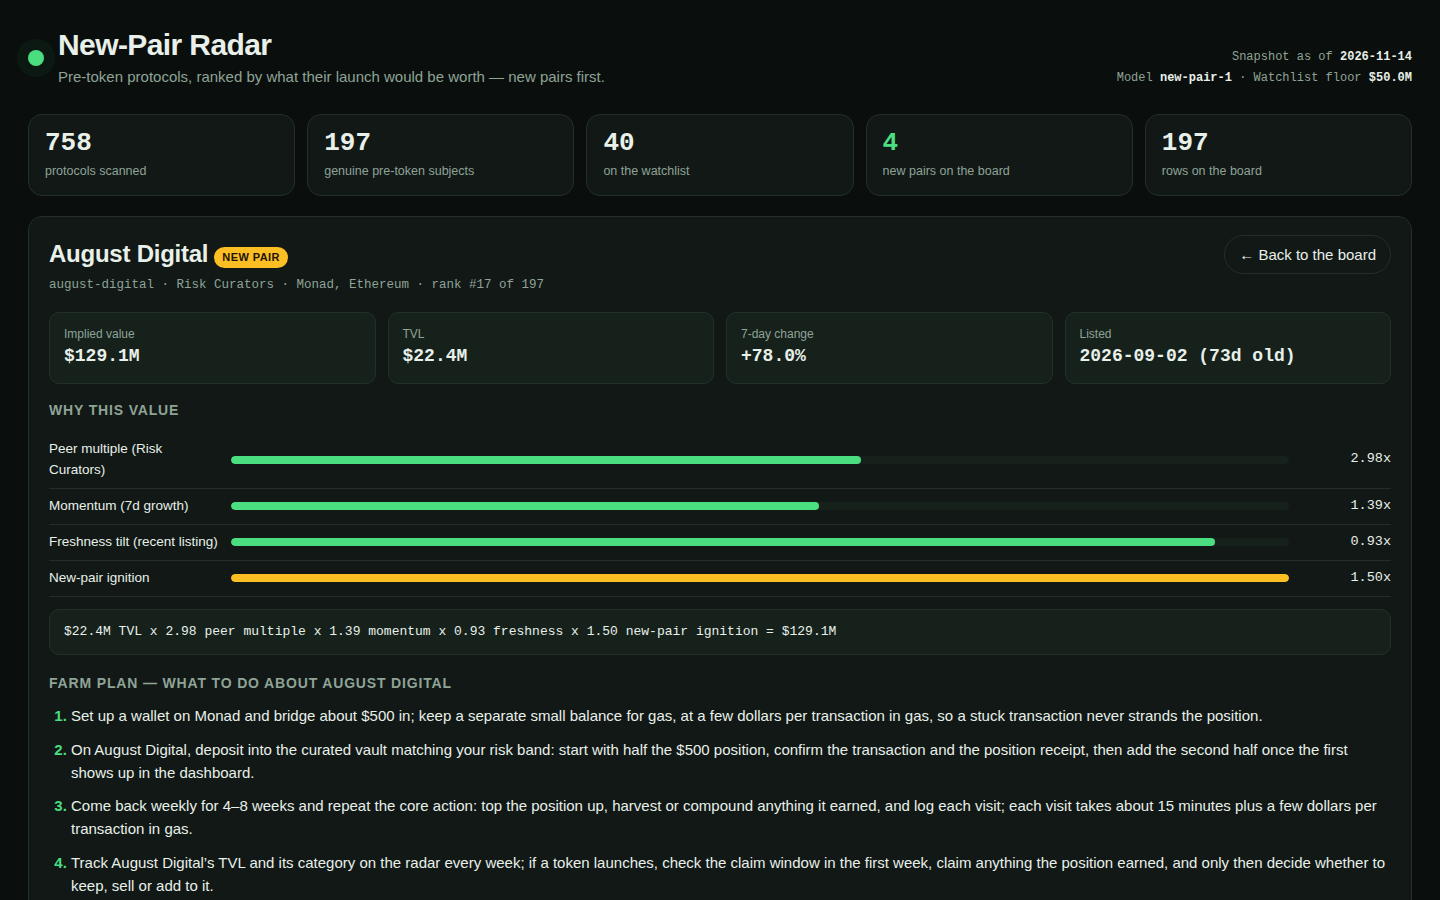 New-Pair Radar
Pre-token protocols, ranked by what their launch would be worth — new pairs first.
Snapshot as of 2026-11-14
Model new-pair-1 · Watchlist floor $50.0M
758
protocols scanned
197
genuine pre-token subjects
40
on the watchlist
4
new pairs on the board
197
rows on the board
August Digital NEW PAIR
← Back to the board
august-digital · Risk Curators · Monad, Ethereum · rank #17 of 197
Implied value
$129.1M
TVL
$22.4M
7-day change
+78.0%
Listed
2026-09-02 (73d old)
WHY THIS VALUE
Peer multiple (Risk
Curators)
2.98x
Momentum (7d growth)
1.39x
Freshness tilt (recent listing)
0.93x
New-pair ignition
1.50x
$22.4M TVL x 2.98 peer multiple x 1.39 momentum x 0.93 freshness x 1.50 new-pair ignition = $129.1M
FARM PLAN — WHAT TO DO ABOUT AUGUST DIGITAL
1. Set up a wallet on Monad and bridge about $500 in; keep a separate small balance for gas, at a few dollars per transaction in gas, so a stuck transaction never strands the position.
2. On August Digital, deposit into the curated vault matching your risk band: start with half the $500 position, confirm the transaction and the position receipt, then add the second half once the first
shows up in the dashboard.
3. Come back weekly for 4–8 weeks and repeat the core action: top the position up, harvest or compound anything it earned, and log each visit; each visit takes about 15 minutes plus a few dollars per
transaction in gas.
4. Track August Digital’s TVL and its category on the radar every week; if a token launches, check the claim window in the first week, claim anything the position earned, and only then decide whether to
keep, sell or add to it.